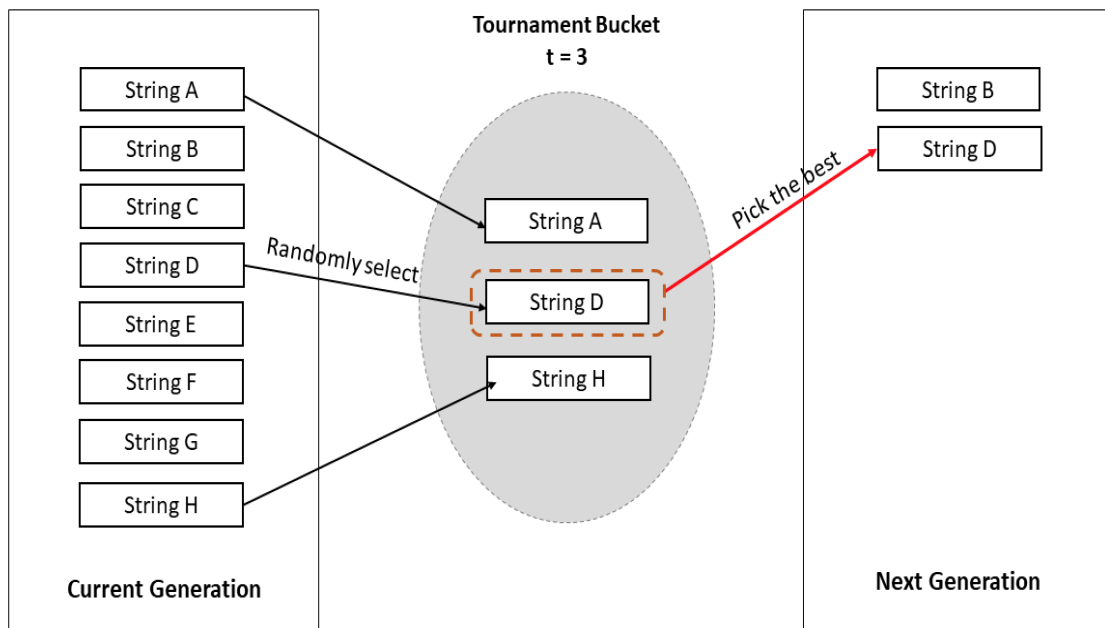 Tournament Bucket
t = 3
String A
String B
String C
String D
String E
String F
String G
String H
Current Generation
Randomly select
String A
String D
String H
Pick the best
String B
String D
Next Generation